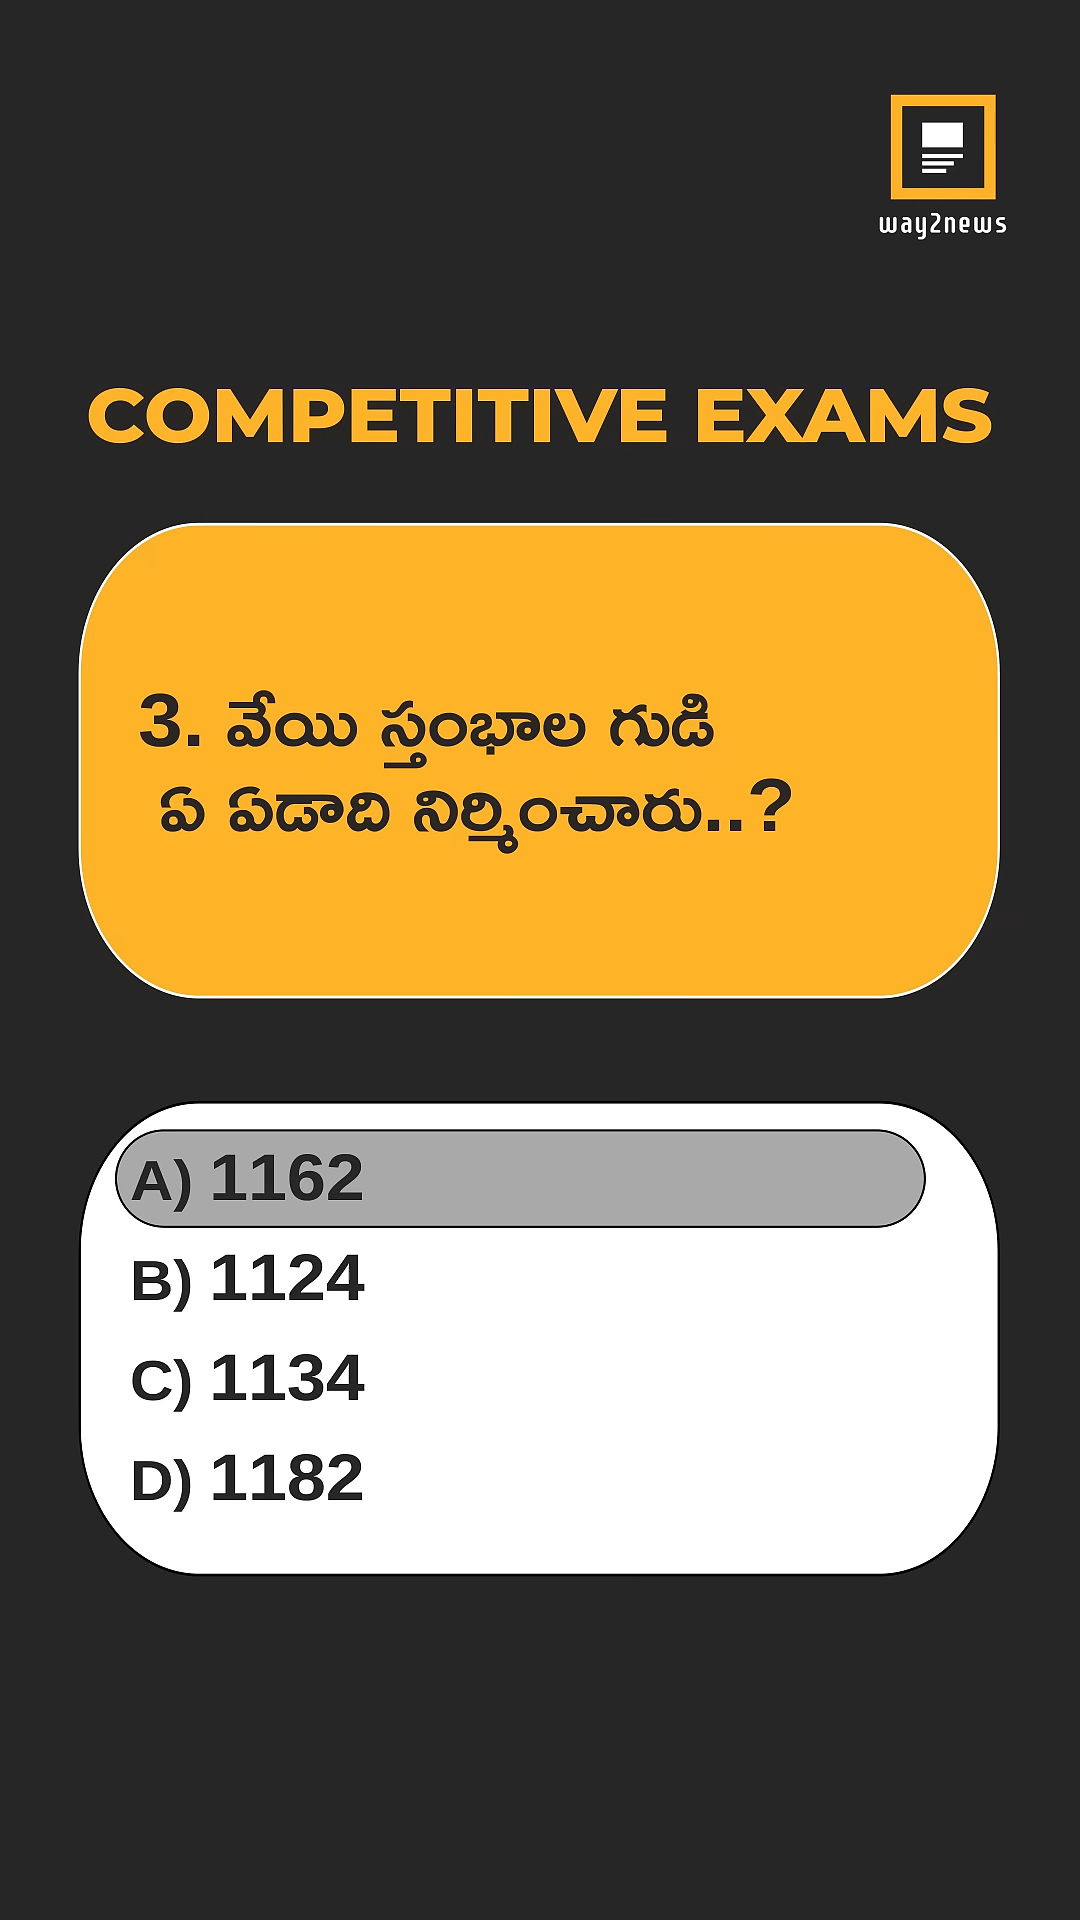 way2news
COMPETITIVE EXAMS
3. వేయి స్తంభాల గుడి
ఏ ఏడాది నిర్మించారు..?
A) 1162
B) 1124
C) 1134
D) 1182